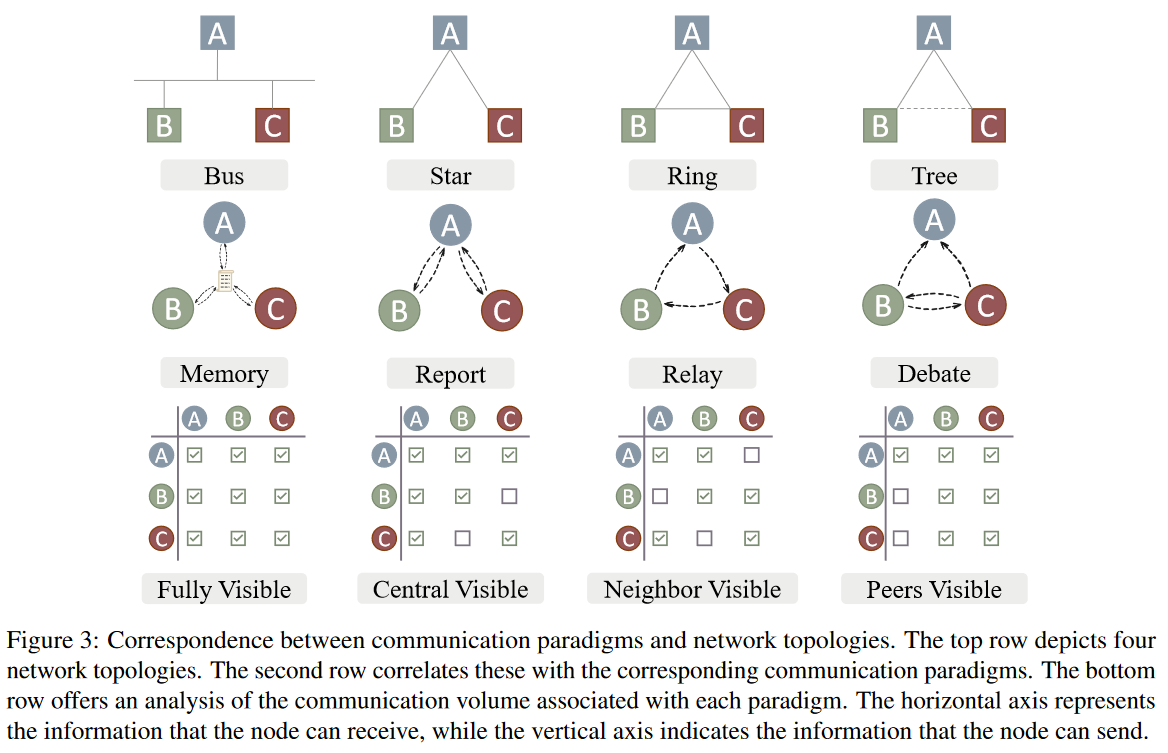 A A A A
B C B C B C B C
Bus Star Ring Tree
A A A A
B C B C B C B C
Memory Report Relay Debate
A B C A B C A B C A B C
A A A A
B B B B
C C C C
Fully Visible Central Visible Neighbor Visible Peers Visible
Figure 3: Correspondence between communication paradigms and network topologies. The top row depicts four
network topologies. The second row correlates these with the corresponding communication paradigms. The bottom
row offers an analysis of the communication volume associated with each paradigm. The horizontal axis represents
the information that the node can receive, while the vertical axis indicates the information that the node can send.